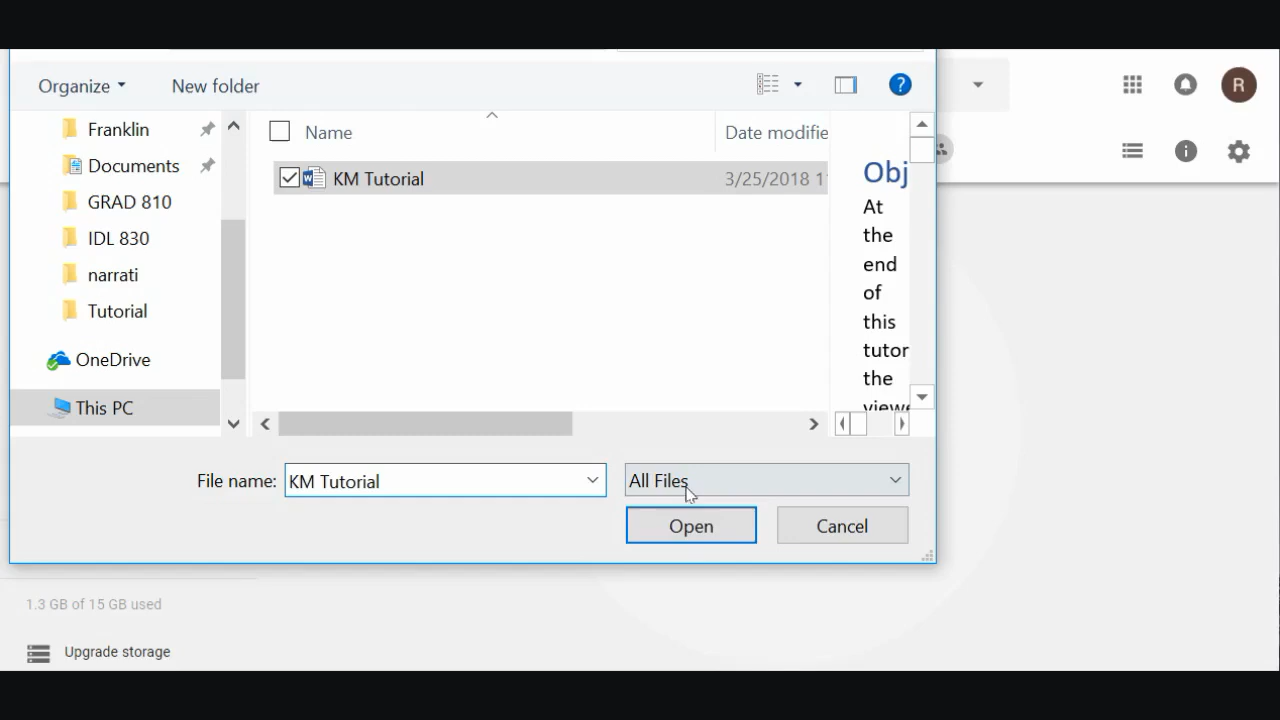 Organize
New folder
?
R
Franklin
Documents
GRAD 810
IDL 830
narrati
Tutorial
OneDrive
This PC
Name
Date modifie
KM Tutorial
3/25/2018 1
Obj
At
the
end
of
this
tutor
the
viewe
File name:
KM Tutorial
All Files
Open
Cancel
1.3 GB of 15 GB used
Upgrade storage